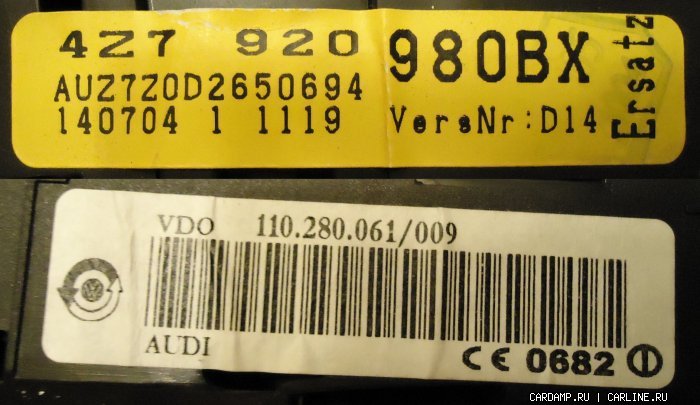 4Z7 920 980BX
AUZ7Z0D2650694
140704 1 1119 VersNr:D14
Ersatz
VDO 110.280.061/009
AUDI
CE 0682
CARDAMP.RU | CARLINE.RU